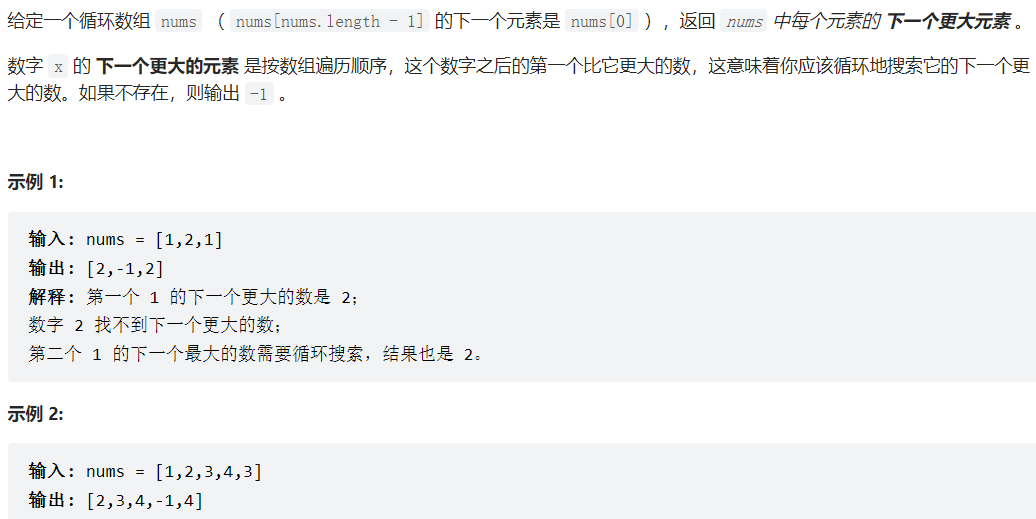 给定一个循环数组 nums （ nums[nums.length - 1] 的下一个元素是 nums[0] ），返回 nums 中每个元素的 下一个更大元素 。
数字 x 的 下一个更大的元素 是按数组遍历顺序，这个数字之后的第一个比它更大的数，这意味着你应该循环地搜索它的下一个更
大的数。如果不存在，则输出 -1 。
示例 1:
输入: nums = [1,2,1]
输出: [2,-1,2]
解释: 第一个 1 的下一个更大的数是 2；
数字 2 找不到下一个更大的数；
第二个 1 的下一个最大的数需要循环搜索，结果也是 2。
示例 2:
输入: nums = [1,2,3,4,3]
输出: [2,3,4,-1,4]